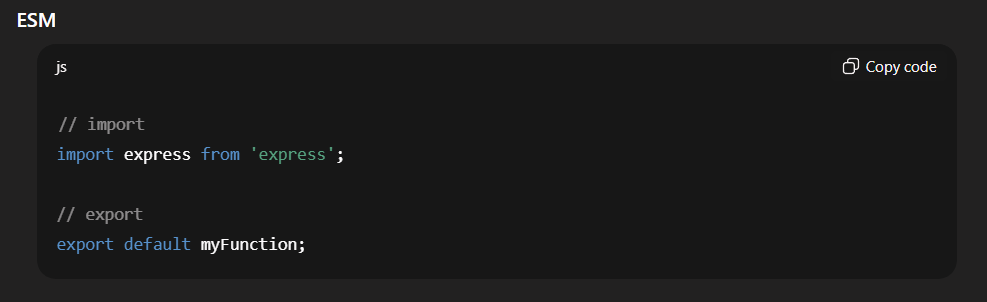 ESM
js
Copy code
// import
import express from 'express';
// export
export default myFunction;